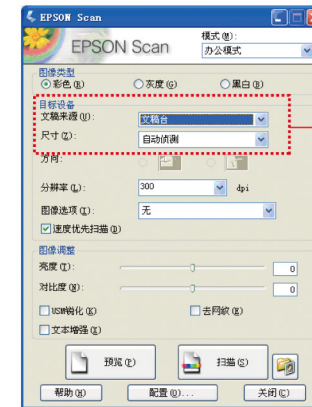 EPSON Scan
EPSON Scan
模式(M):
办公模式
图像类型
彩色(R) 灰度(G) 黑白(B)
目标设备
文稿来源(U): 文稿台
尺寸(Z): 自动侦测
方向:
分辨率(L): 300 dpi
图像选项(I): 无
速度优先扫描(D)
图像调整
亮度(T): 0
对比度(N): 0
USM锐化(K) 去网纹(E)
文本增强(X)
预览(P) 扫描(S)
帮助(H) 配置(O)... 关闭(C)